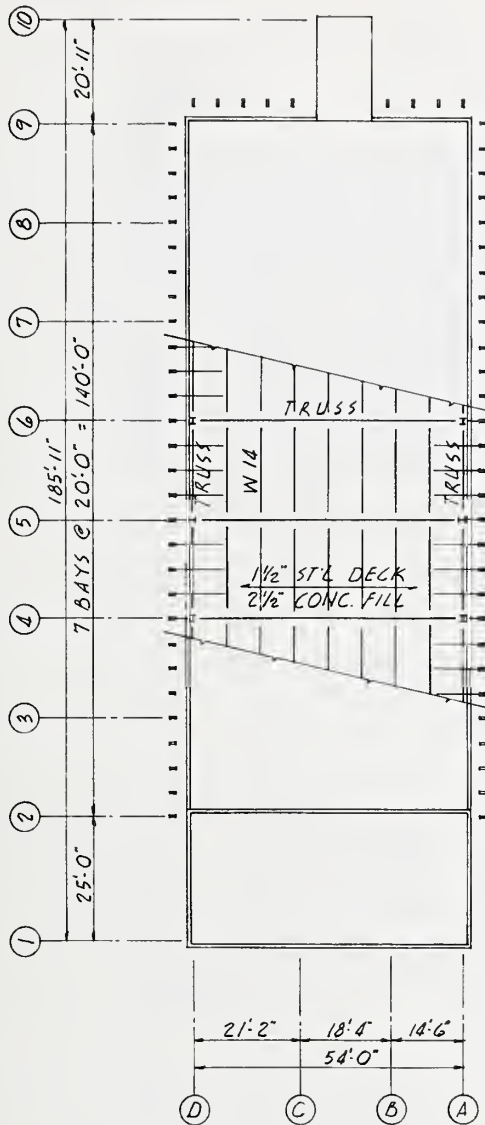 10
9
8
7
6
5
4
3
2
1
20'-11"
185'-11"
7 BAYS @ 20'-0" = 140'-0"
25'-0"
TRUSS
TRUSS
W14
TRUSS
1½" ST'L DECK
2½" CONC. FILL
21'-2"
18'-4"
14'-6"
54'-0"
D
C
B
A